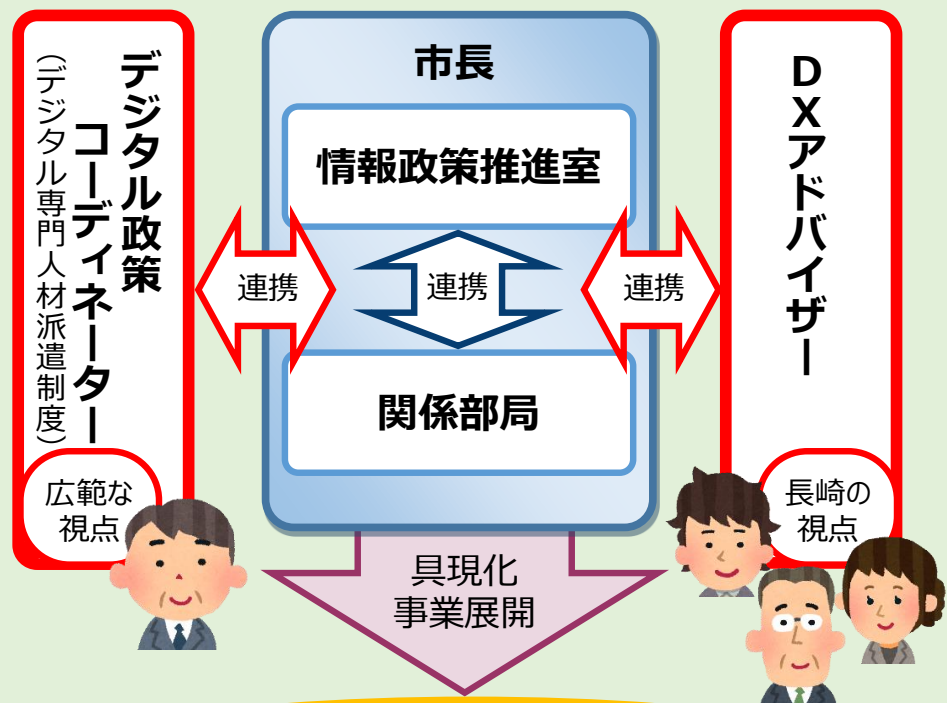 デジタル政策
コーディネーター
（デジタル専門人材派遣制度）
広範な
視点
市長
情報政策推進室
連携
連携
連携
関係部局
具現化
事業展開
DXアドバイザー
長崎の
視点